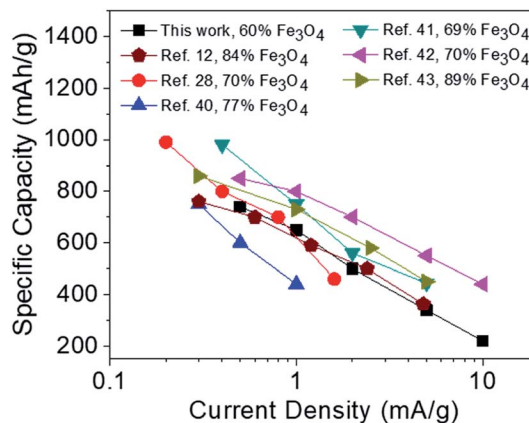 This work, 60% Fe₃O₄
Ref. 12, 84% Fe₃O₄
Ref. 28, 70% Fe₃O₄
Ref. 40, 77% Fe₃O₄
Ref. 41, 69% Fe₃O₄
Ref. 42, 70% Fe₃O₄
Ref. 43, 89% Fe₃O₄
Specific Capacity (mAh/g)
1400
1200
1000
800
600
400
200
0.1
1
10
Current Density (mA/g)